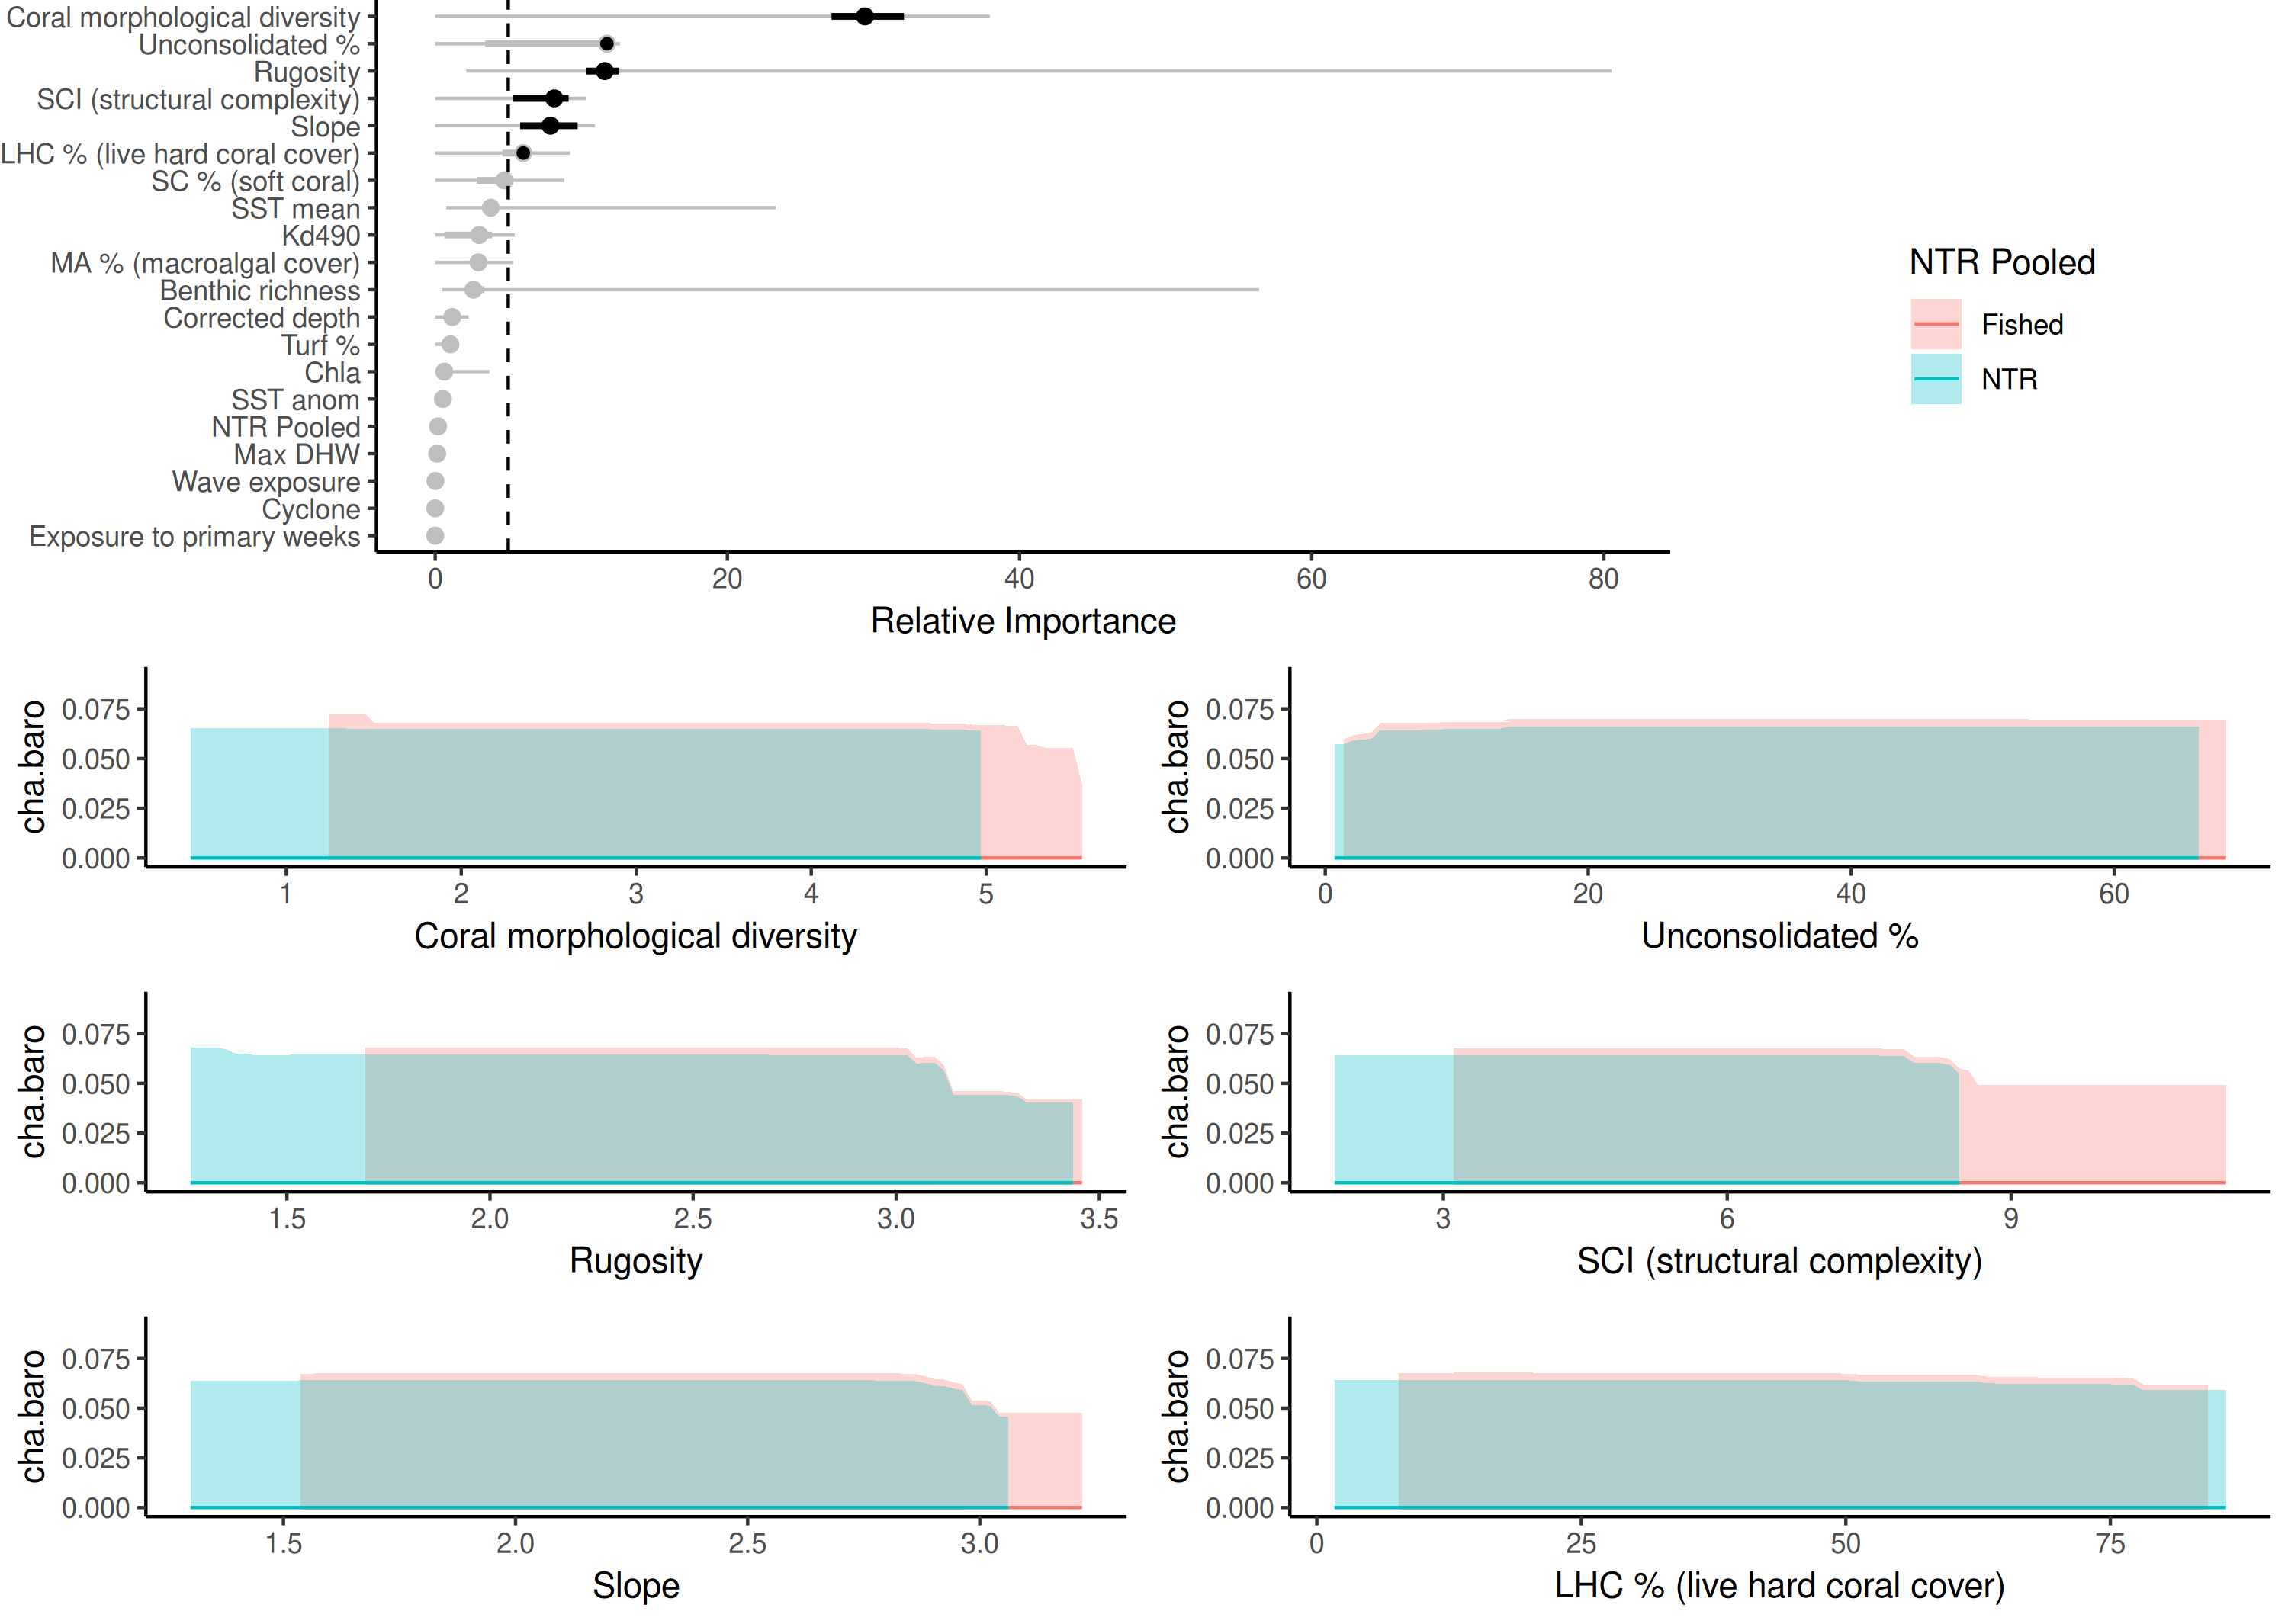 Coral morphological diversity
Unconsolidated %
Rugosity
SCI (structural complexity)
Slope
LHC % (live hard coral cover)
SC % (soft coral)
SST mean
Kd490
MA % (macroalgal cover)
Benthic richness
Corrected depth
Turf %
Chla
SST anom
NTR Pooled
Max DHW
Wave exposure
Cyclone
Exposure to primary weeks
0 20 40 60 80
Relative Importance
NTR Pooled
Fished
NTR
cha.baro
0.075
0.050
0.025
0.000
1 2 3 4 5
Coral morphological diversity
cha.baro
0.075
0.050
0.025
0.000
0 20 40 60
Unconsolidated %
cha.baro
0.075
0.050
0.025
0.000
1.5 2.0 2.5 3.0 3.5
Rugosity
cha.baro
0.075
0.050
0.025
0.000
3 6 9
SCI (structural complexity)
cha.baro
0.075
0.050
0.025
0.000
1.5 2.0 2.5 3.0
Slope
cha.baro
0.075
0.050
0.025
0.000
0 25 50 75
LHC % (live hard coral cover)